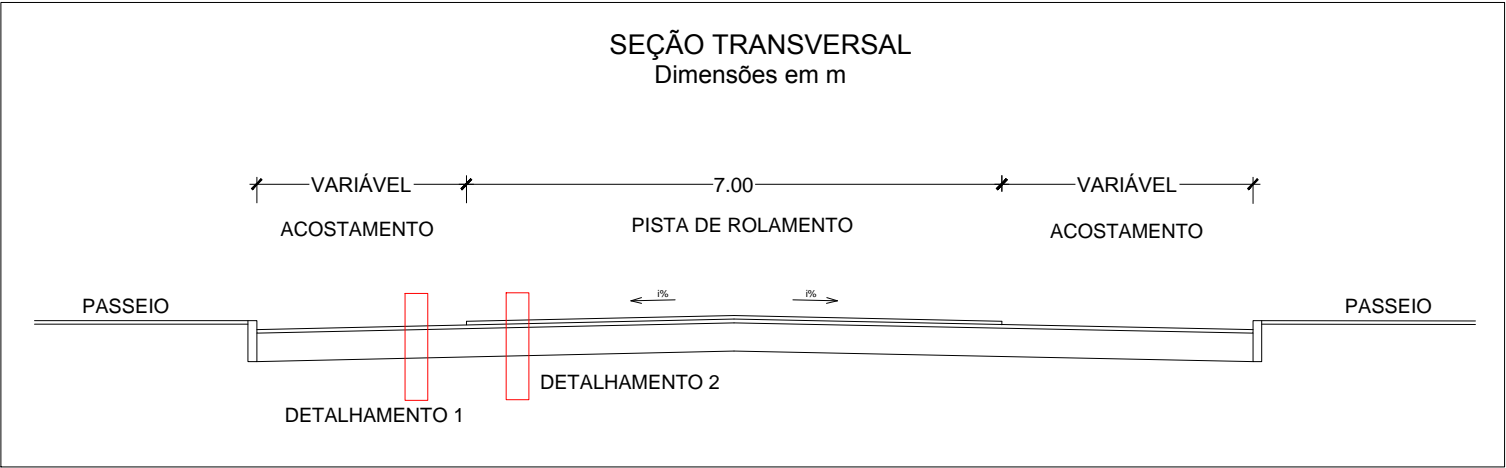 SEÇÃO TRANSVERSAL
Dimensões em m
VARIÁVEL
7.00
VARIÁVEL
ACOSTAMENTO
PISTA DE ROLAMENTO
ACOSTAMENTO
PASSEIO
i%
i%
PASSEIO
DETALHAMENTO 2
DETALHAMENTO 1